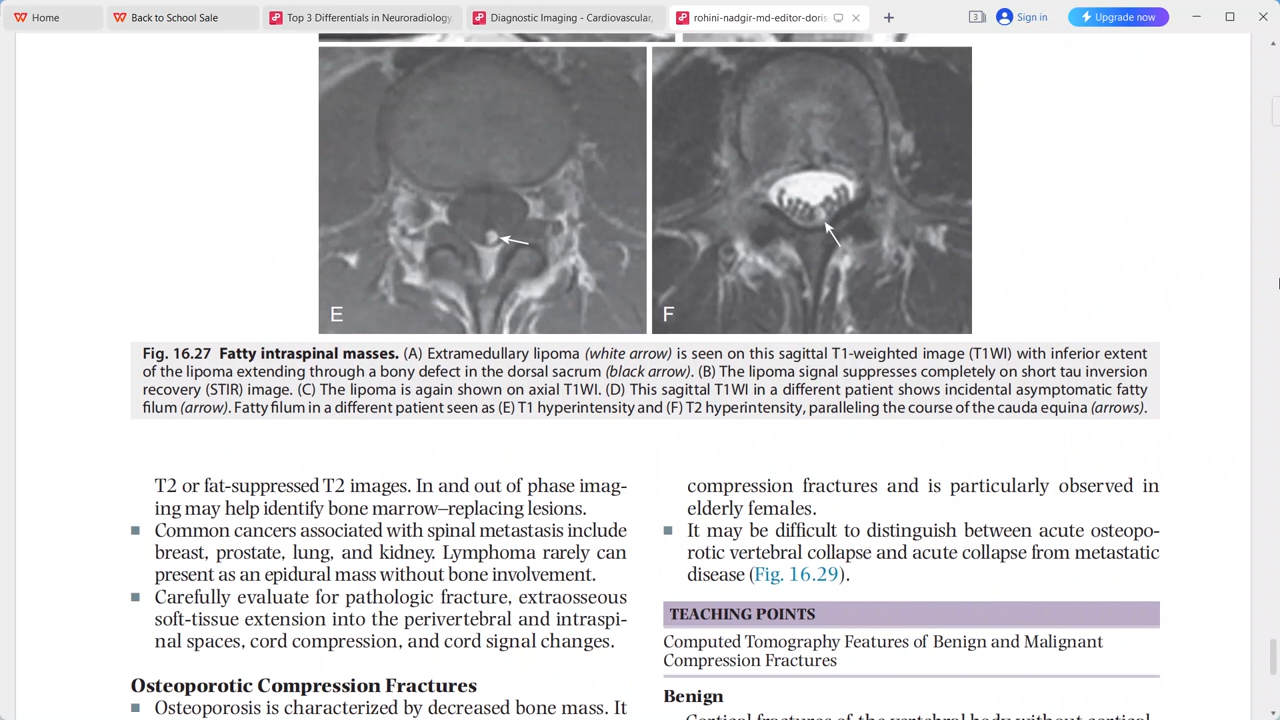 Home
Back to School Sale
Top 3 Differentials in Neuroradiology
Diagnostic Imaging - Cardiovascular,
rohini-nadgir-md-editor-doris
3
Sign in
Upgrade now
E
F
Fig. 16.27 Fatty intraspinal masses. (A) Extramedullary lipoma (white arrow) is seen on this sagittal T1-weighted image (T1WI) with inferior extent
of the lipoma extending through a bony defect in the dorsal sacrum (black arrow). (B) The lipoma signal suppresses completely on short tau inversion
recovery (STIR) image. (C) The lipoma is again shown on axial T1WI. (D) This sagittal T1WI in a different patient shows incidental asymptomatic fatty
filum (arrow). Fatty filum in a different patient seen as (E) T1 hyperintensity and (F) T2 hyperintensity, paralleling the course of the cauda equina (arrows).
T2 or fat-suppressed T2 images. In and out of phase imag-
ing may help identify bone marrow–replacing lesions.
Common cancers associated with spinal metastasis include
breast, prostate, lung, and kidney. Lymphoma rarely can
present as an epidural mass without bone involvement.
Carefully evaluate for pathologic fracture, extraosseous
soft-tissue extension into the perivertebral and intraspi-
nal spaces, cord compression, and cord signal changes.
Osteoporotic Compression Fractures
Osteoporosis is characterized by decreased bone mass. It
compression fractures and is particularly observed in
elderly females.
It may be difficult to distinguish between acute osteopo-
rotic vertebral collapse and acute collapse from metastatic
disease (Fig. 16.29).
TEACHING POINTS
Computed Tomography Features of Benign and Malignant
Compression Fractures
Benign
Cortical fractures of the vertebral body without cortical